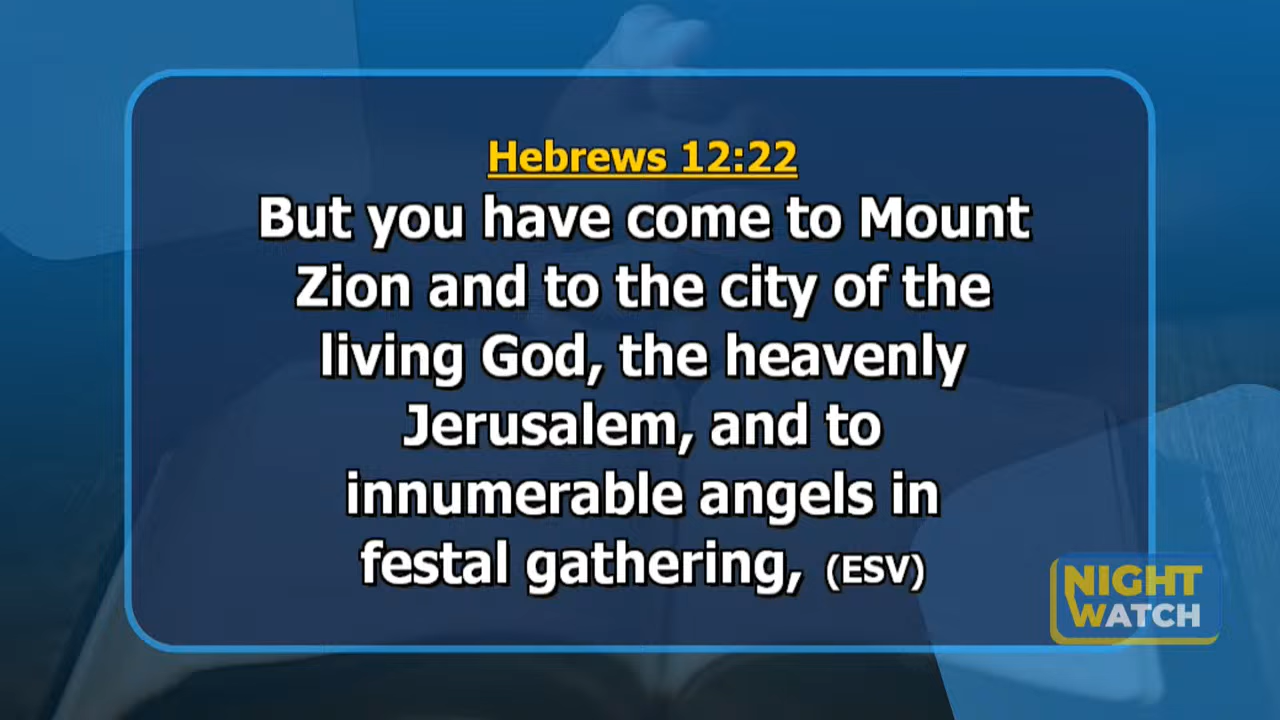 Hebrews 12:22
But you have come to Mount
Zion and to the city of the
living God, the heavenly
Jerusalem, and to
innumerable angels in
festal gathering, (ESV)
NIGHT
WATCH